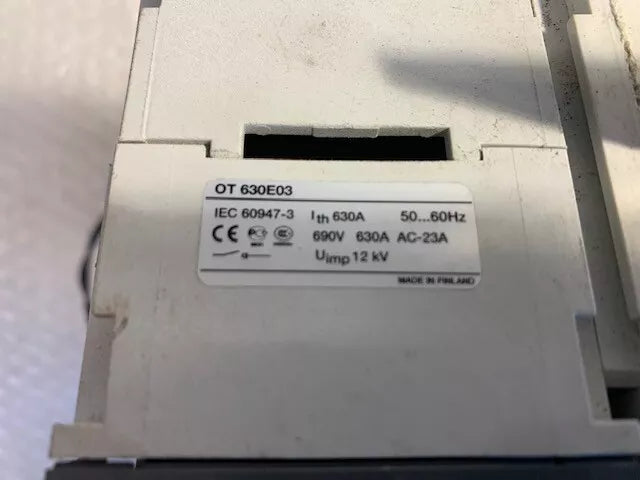 OT 630E03
IEC 60947-3 Ith 630A 50...60Hz
CE 690V 630A AC-23A
Uimp 12 kV
MADE IN FINLAND